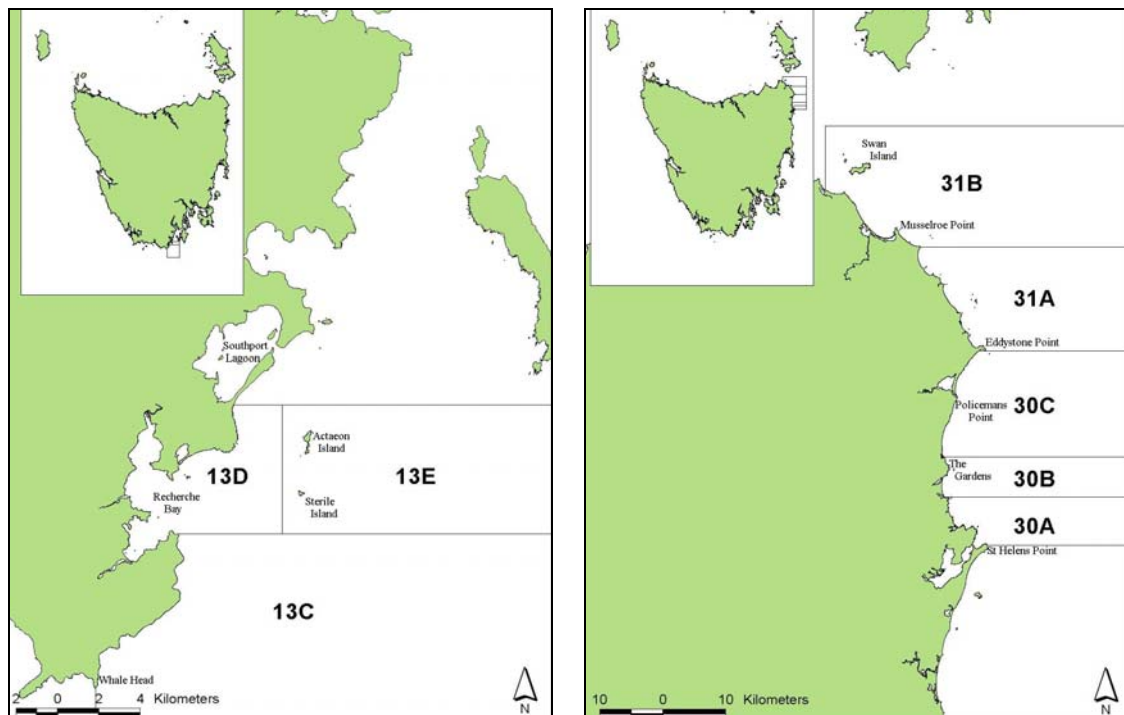 Southport
Lagoon
Actaeon
Island
13D
13E
Recherche
Bay
Sterile
Island
13C
Whale Head
2 0 2 4 Kilometers
N
Swan
Island
31B
Musselroe Point
31A
Eddystone Point
30C
Policemans
Point
The
Gardens
30B
30A
St Helens Point
10 0 10 Kilometers
N